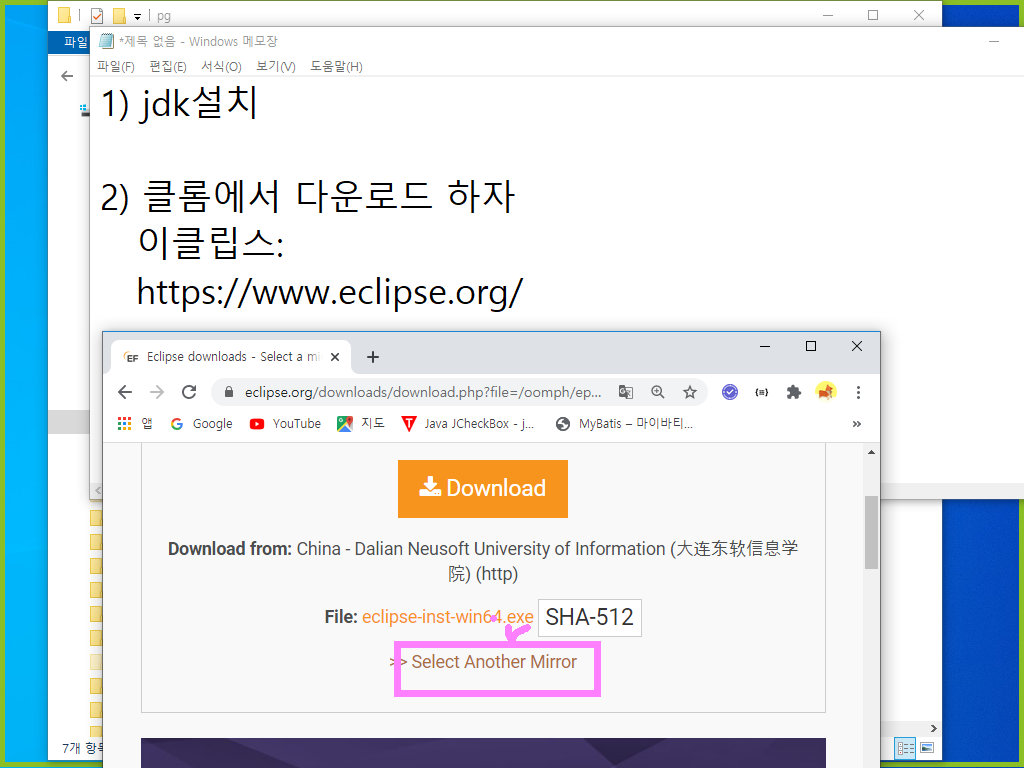 pg
파일
*제목 없음 - Windows 메모장
파일(F) 편집(E) 서식(O) 보기(V) 도움말(H)
1) jdk설치
2) 클롬에서 다운로드 하자
이클립스:
https://www.eclipse.org/
EF Eclipse downloads - Select a mi
eclipse.org/downloads/download.php?file=/oomph/ep...
앱 Google YouTube 지도 Java JCheckBox - j... MyBatis – 마이바티... »
Download
Download from: China - Dalian Neusoft University of Information (大连东软信息学
院) (http)
File: eclipse-inst-win64.exe SHA-512
>> Select Another Mirror
7개 항목